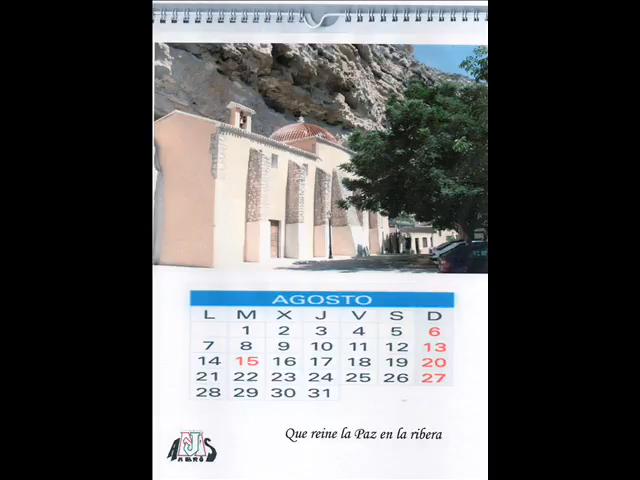 AGOSTO
L M X J V S D
1 2 3 4 5 6
7 8 9 10 11 12 13
14 15 16 17 18 19 20
21 22 23 24 25 26 27
28 29 30 31
Que reine la Paz en la ribera